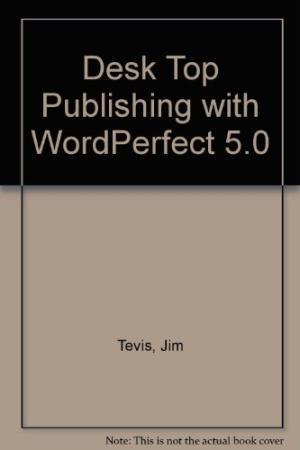 Desk Top
Publishing with
WordPerfect 5.0
Tevis, Jim
Note: This is not the actual book cover